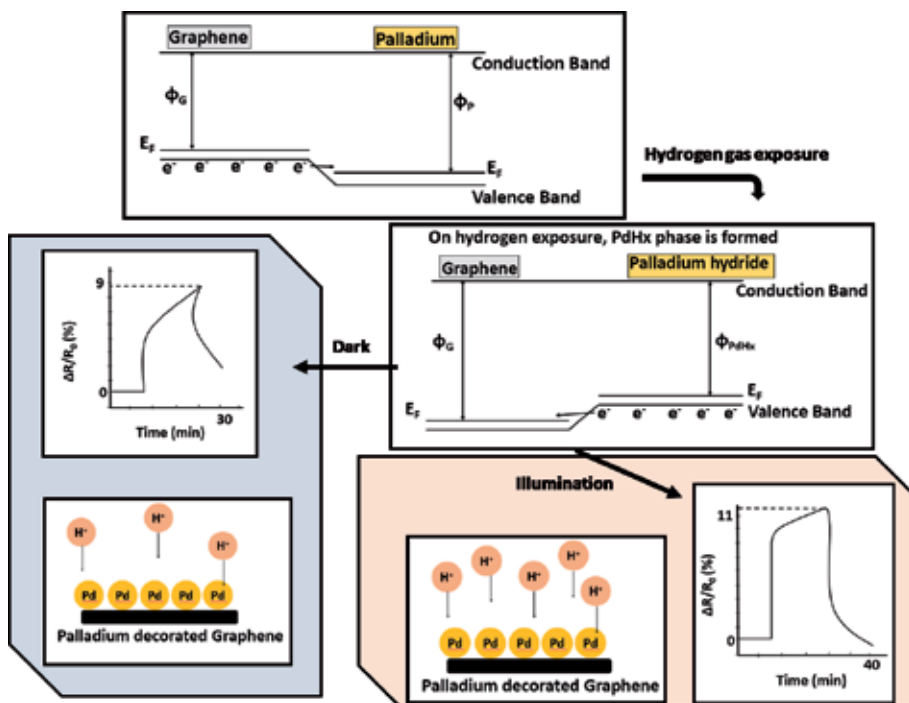 Graphene
Palladium
Conduction Band
ϕG
ϕP
EF
e- e- e- e- e-
EF
Valence Band
Hydrogen gas exposure
On hydrogen exposure, PdHx phase is formed
Graphene
Palladium hydride
Conduction Band
ϕG
ϕPdHx
EF
EF
e- e- e- e- e-
Valence Band
Dark
9
ΔR/R0 (%)
0
30
Time (min)
Illumination
H+
H+
H+
Pd Pd Pd Pd Pd
Palladium decorated Graphene
H+
H+
H+
H+
H+
Pd Pd Pd Pd Pd
Palladium decorated Graphene
11
ΔR/R0 (%)
0
40
Time (min)